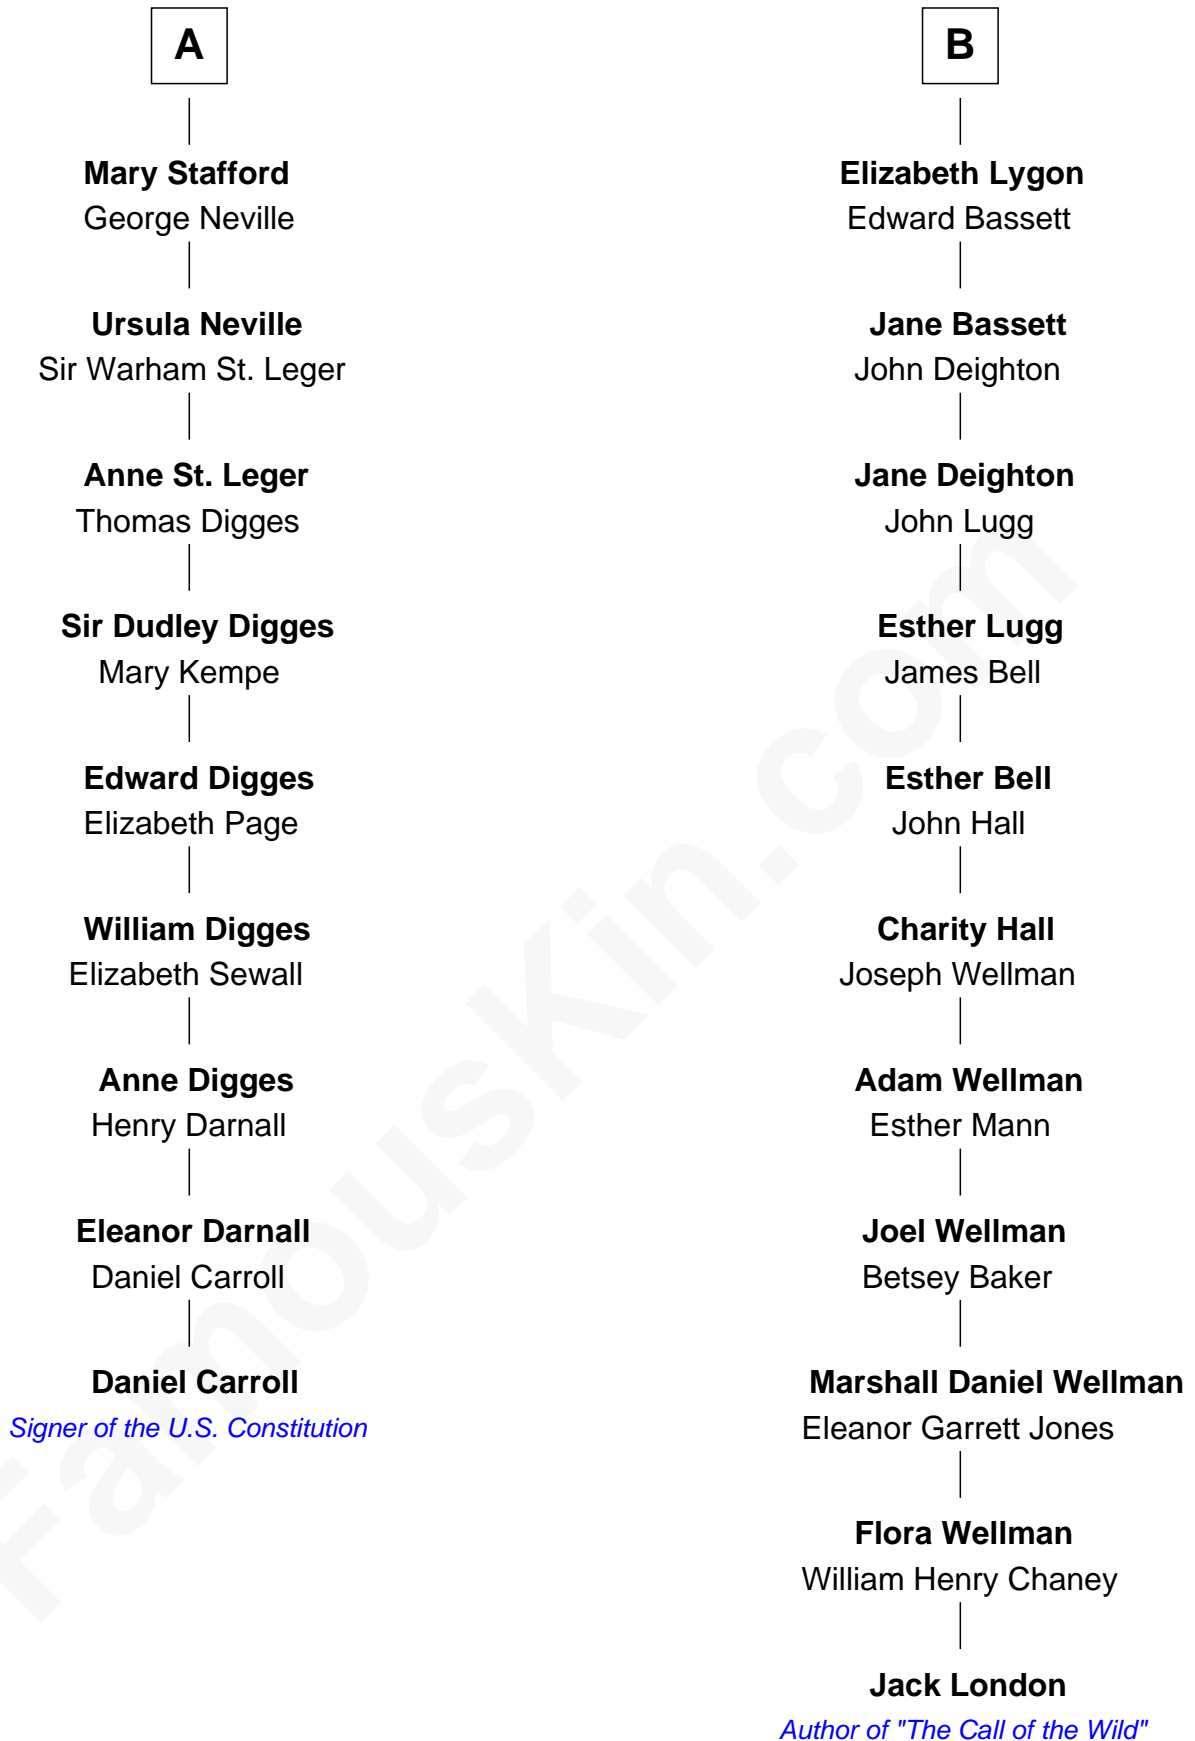 A
Mary Stafford
George Neville
Ursula Neville
Sir Warham St. Leger
Anne St. Leger
Thomas Digges
Sir Dudley Digges
Mary Kempe
Edward Digges
Elizabeth Page
William Digges
Elizabeth Sewall
Anne Digges
Henry Darnall
Eleanor Darnall
Daniel Carroll
Daniel Carroll
Signer of the U.S. Constitution
B
Elizabeth Lygon
Edward Bassett
Jane Bassett
John Deighton
Jane Deighton
John Lugg
Esther Lugg
James Bell
Esther Bell
John Hall
Charity Hall
Joseph Wellman
Adam Wellman
Esther Mann
Joel Wellman
Betsey Baker
Marshall Daniel Wellman
Eleanor Garrett Jones
Flora Wellman
William Henry Chaney
Jack London
Author of "The Call of the Wild"
FamousKin.com